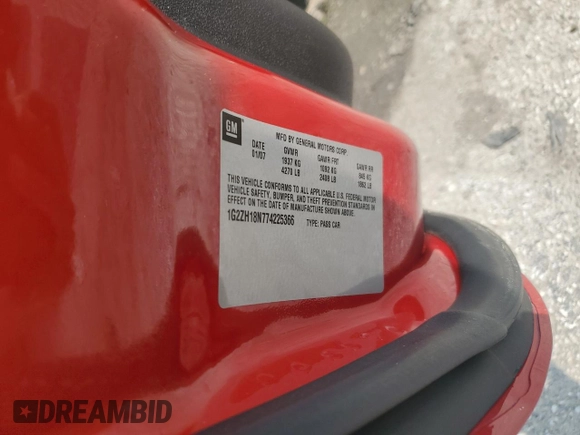 GM
MFD BY GENERAL MOTORS CORP
DATE GVWR GAWR FRT GAWR RR
01/07 1937 KG 1092 KG 845 KG
4270 LB 2408 LB 1862 LB
THIS VEHICLE CONFORMS TO ALL APPLICABLE U.S. FEDERAL MOTOR
VEHICLE SAFETY, BUMPER, AND THEFT PREVENTION STANDARDS IN
EFFECT ON THE DATE OF MANUFACTURE SHOWN ABOVE.
1G2ZH18N774225366 TYPE: PASS CAR
DREAMBID